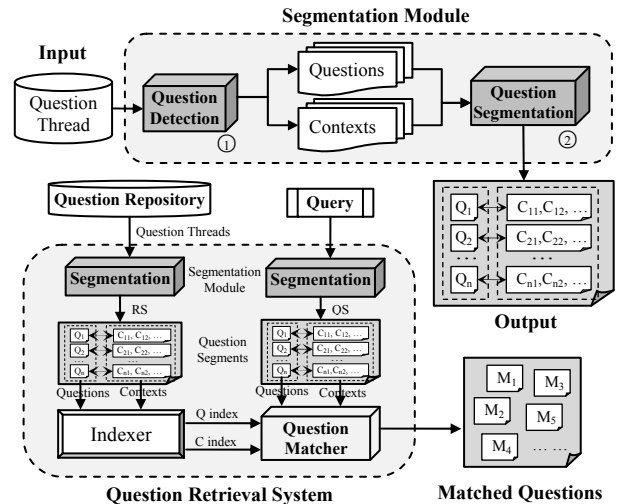 Segmentation Module
Input
Question
Thread
Question
Detection
1
Questions
Contexts
Question
Segmentation
2
Q1
C11,C12, …
Q2
C21,C22, …
…
…
Qn
Cn1,Cn2, …
Output
Question Repository
Query
Question Threads
Segmentation
Segmentation
Module
Segmentation
RS
QS
Q1
C11, C12, …
Q2
C21, C22, …
…
…
Qn
Cn1, Cn2, …
Question
Segments
Q1
C11, C12, …
Q2
C21, C22, …
…
…
Qn
Cn1,Cn2, …
Questions
Contexts
Questions
Contexts
Indexer
Q index
C index
Question
Matcher
M1
M3
M2
M5
M4
… …
Question Retrieval System
Matched Questions